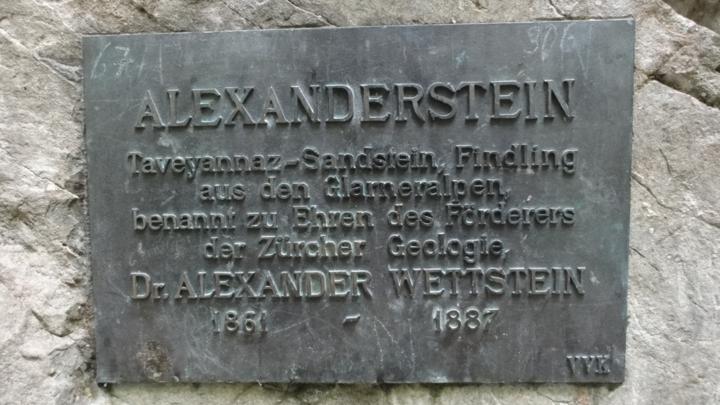 ALEXANDERSTEIN
Taveyannaz-Sandstein, Findling
aus den Glarneralpen,
benannt zu Ehren des Förderers
der Zürcher Geologie,
Dr. ALEXANDER WETTSTEIN
1861 - 1887
VVK